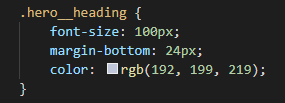 .hero__heading {
    font-size: 100px;
    margin-bottom: 24px;
    color: rgb(192, 199, 219);
}